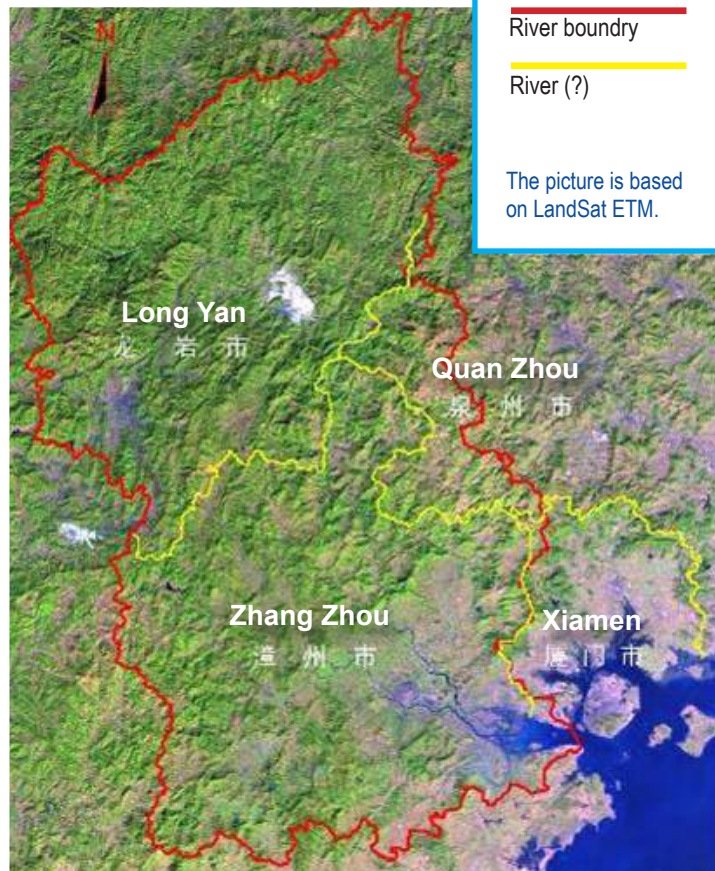 N
River boundry
River (?)
The picture is based
on LandSat ETM.
Long Yan
龙岩市
Quan Zhou
泉州市
Zhang Zhou
漳州市
Xiamen
厦门市